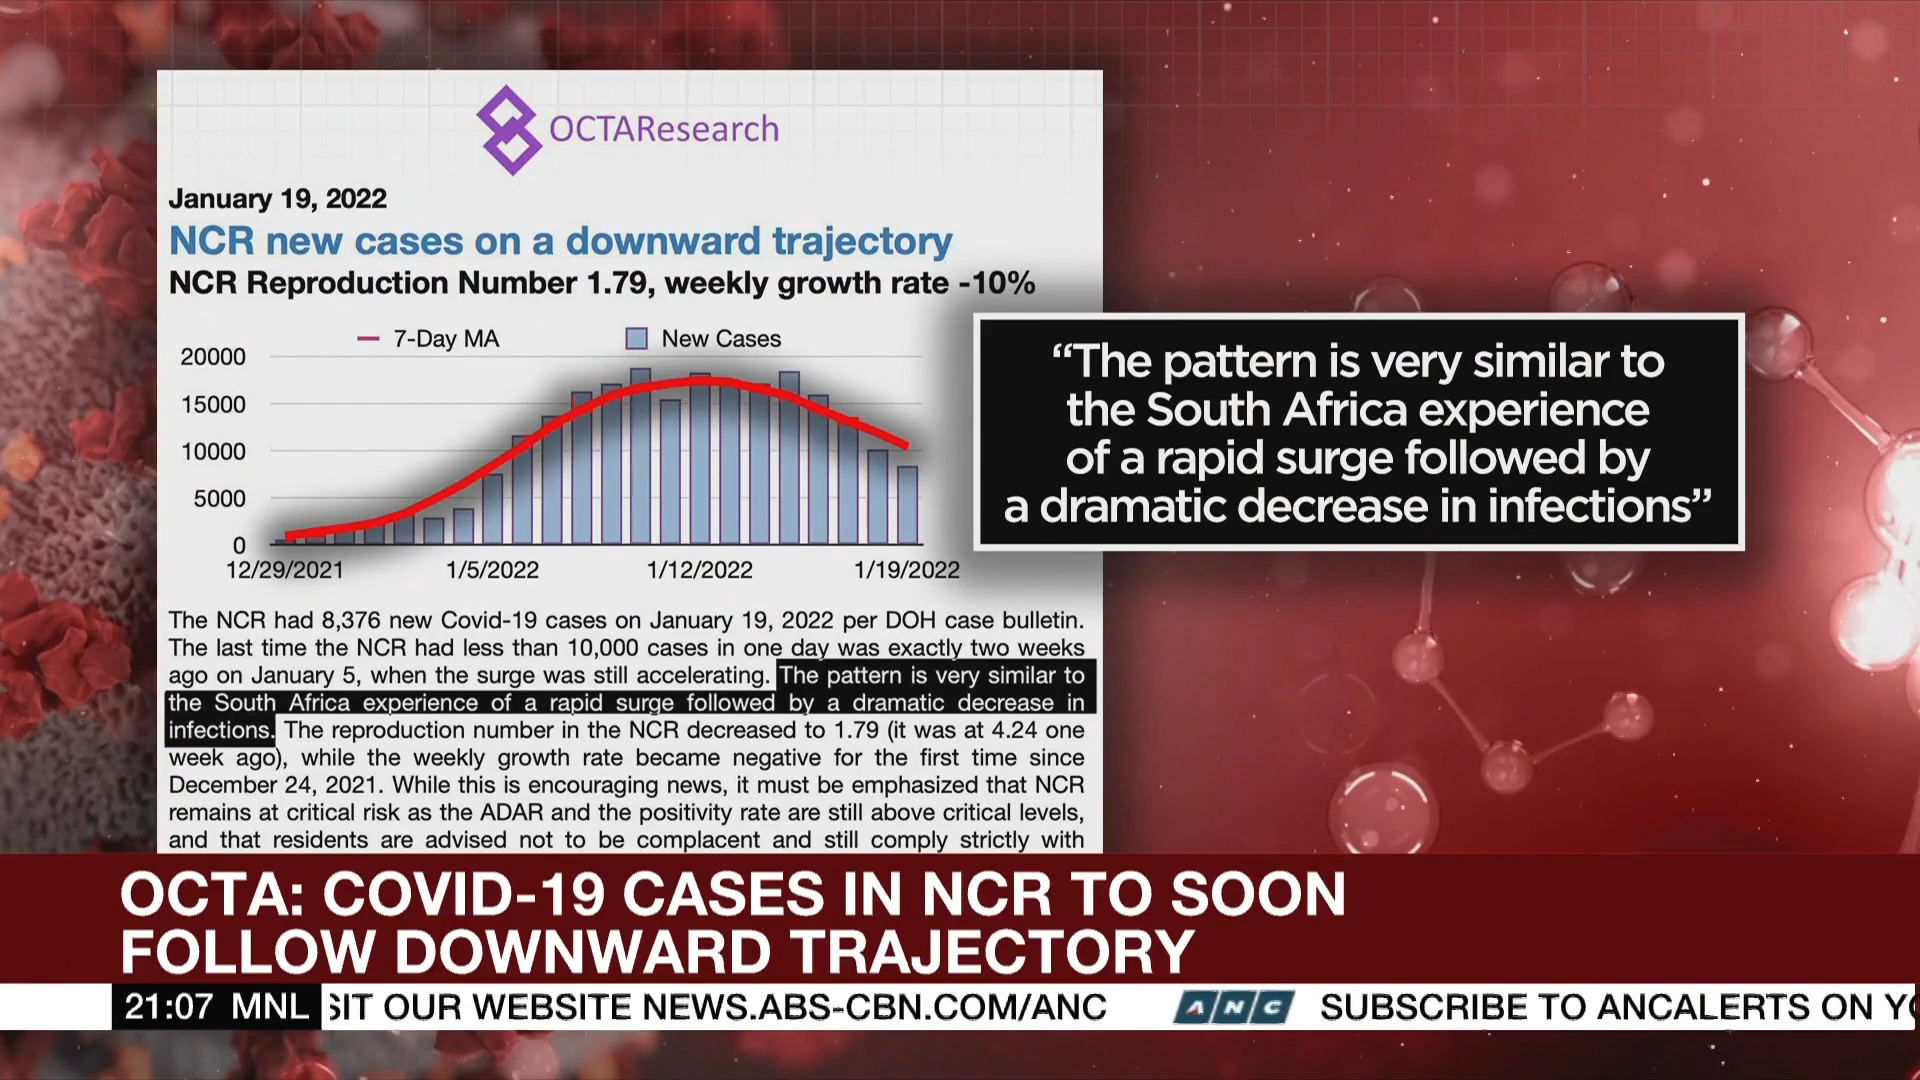 OCTAResearch
January 19, 2022
NCR new cases on a downward trajectory
NCR Reproduction Number 1.79, weekly growth rate -10%
7-Day MA
New Cases
20000
15000
10000
5000
0
12/29/2021
1/5/2022
1/12/2022
1/19/2022
The NCR had 8,376 new Covid-19 cases on January 19, 2022 per DOH case bulletin.
The last time the NCR had less than 10,000 cases in one day was exactly two weeks
ago on January 5, when the surge was still accelerating. The pattern is very similar to
the South Africa experience of a rapid surge followed by a dramatic decrease in
infections. The reproduction number in the NCR decreased to 1.79 (it was at 4.24 one
week ago), while the weekly growth rate became negative for the first time since
December 24, 2021. While this is encouraging news, it must be emphasized that NCR
remains at critical risk as the ADAR and the positivity rate are still above critical levels,
and that residents are advised not to be complacent and still comply strictly with
“The pattern is very similar to
the South Africa experience
of a rapid surge followed by
a dramatic decrease in infections”
OCTA: COVID-19 CASES IN NCR TO SOON
FOLLOW DOWNWARD TRAJECTORY
21:07 MNL SIT OUR WEBSITE NEWS.ABS-CBN.COM/ANC ANC SUBSCRIBE TO ANCALERTS ON YO